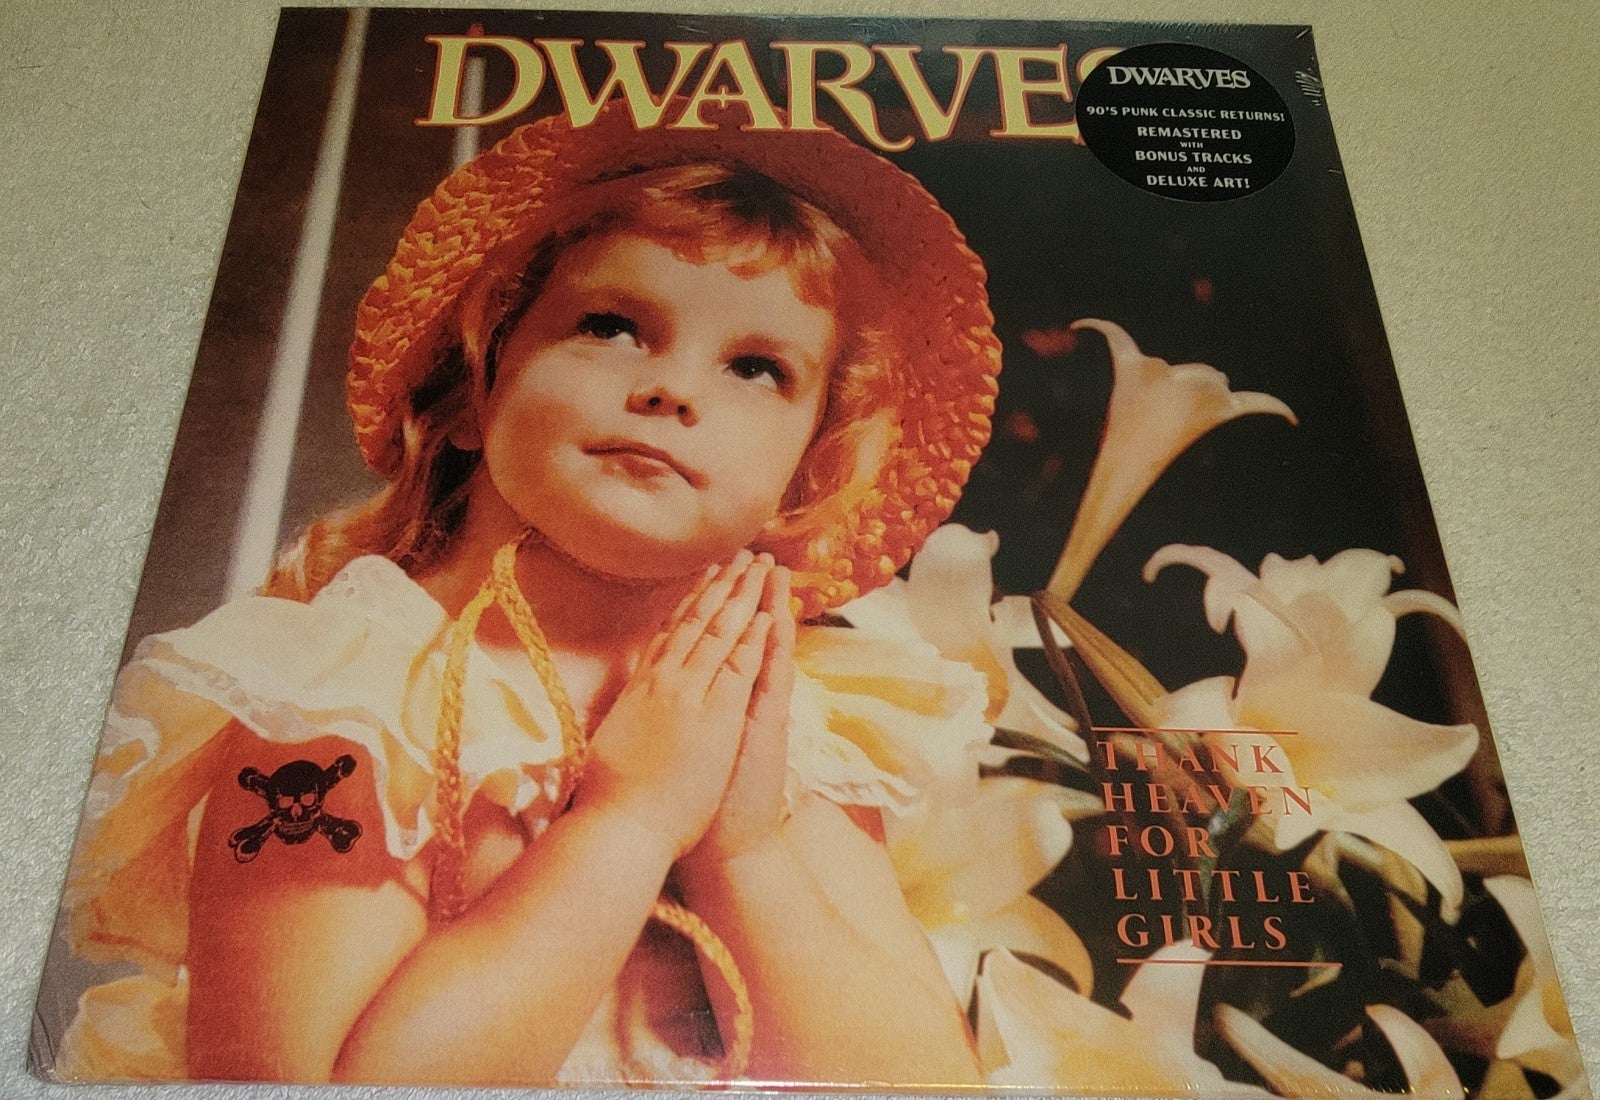 DWARVES
DWARVES
90'S PUNK CLASSIC RETURNS!
REMASTERED
WITH
BONUS TRACKS
AND
DELUXE ART!
THANK
HEAVEN
FOR
LITTLE
GIRLS